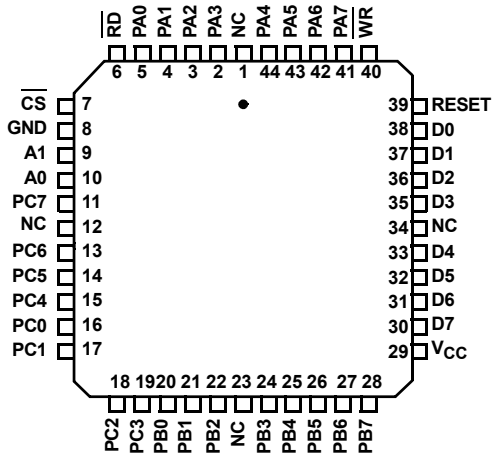 RD PA0 PA1 PA2 PA3 NC PA4 PA5 PA6 PA7 WR
6 5 4 3 2 1 44 43 42 41 40
CS 7 39 RESET
GND 8 38 D0
A1 9 37 D1
A0 10 36 D2
PC7 11 35 D3
NC 12 34 NC
PC6 13 33 D4
PC5 14 32 D5
PC4 15 31 D6
PC0 16 30 D7
PC1 17 29 VCC
18 19 20 21 22 23 24 25 26 27 28
PC2 PC3 PB0 PB1 PB2 NC PB3 PB4 PB5 PB6 PB7